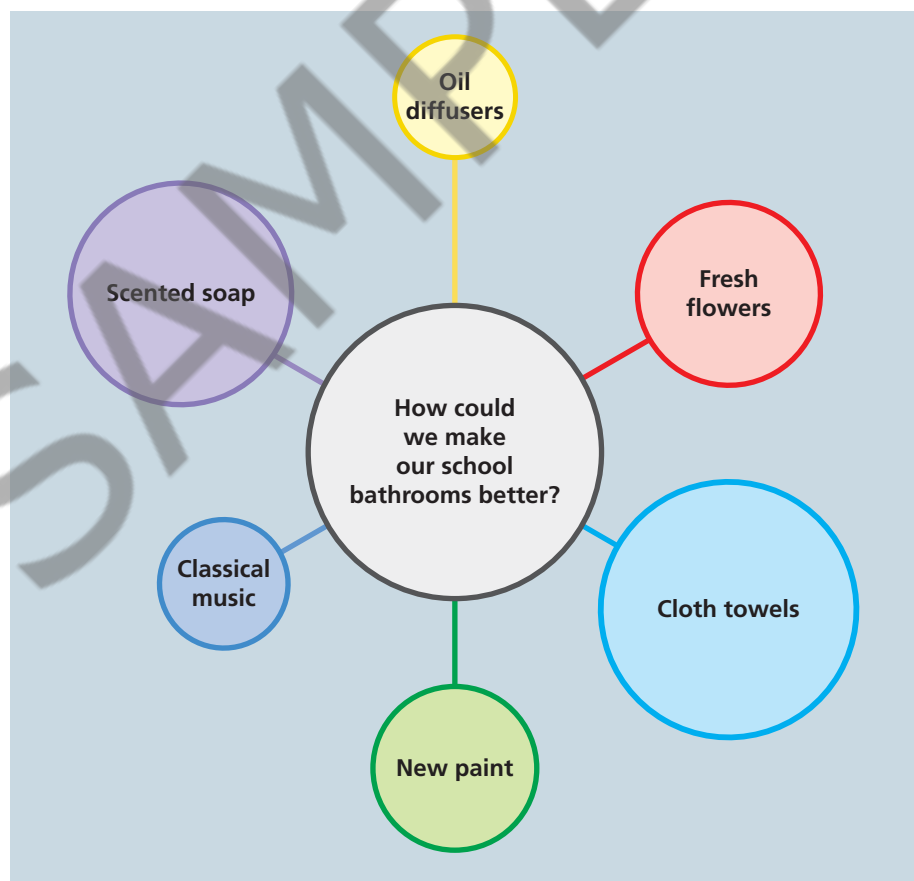 SAMPLE
Oil
diffusers
Scented soap
Fresh
flowers
How could
we make
our school
bathrooms better?
Classical
music
Cloth towels
New paint